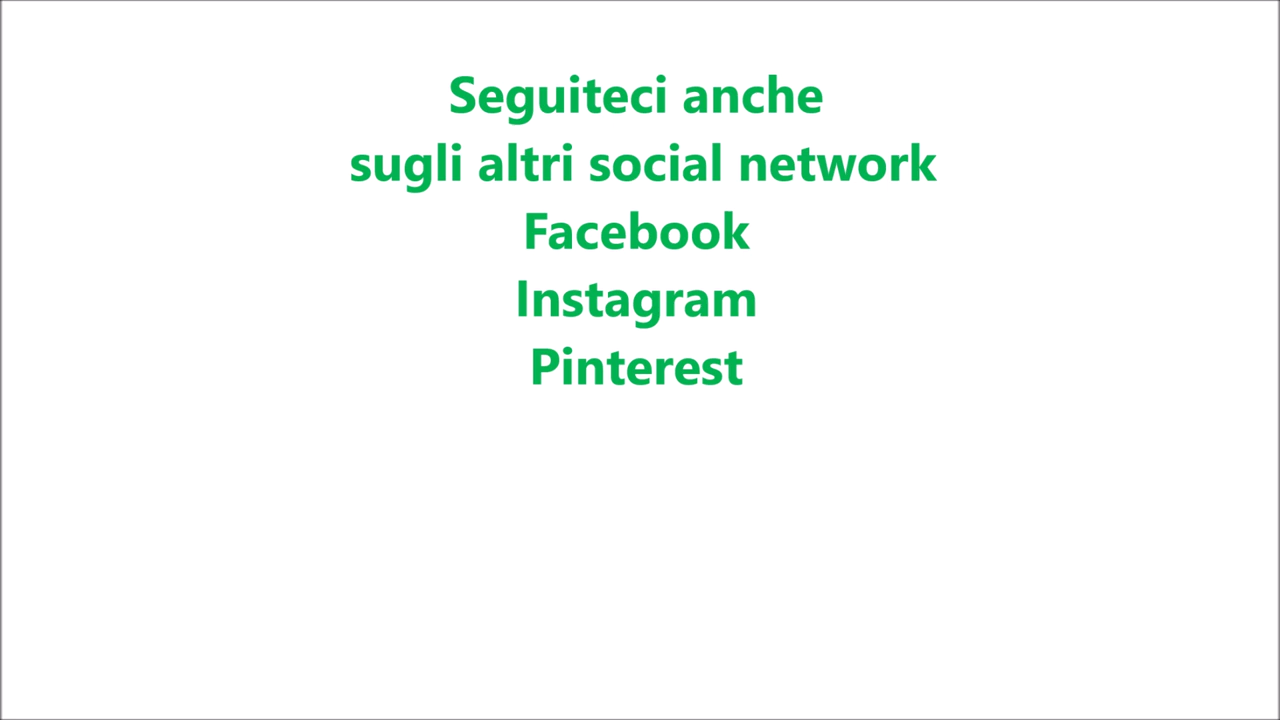 Seguiteci anche
sugli altri social network
Facebook
Instagram
Pinterest